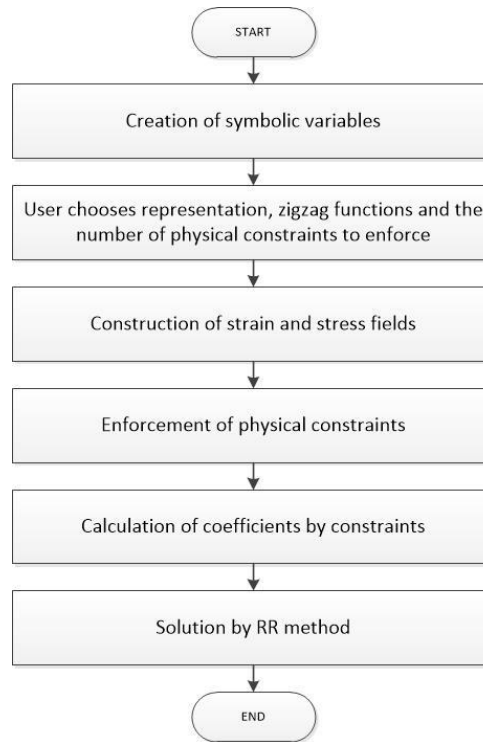 START
Creation of symbolic variables
User chooses representation, zigzag functions and the
number of physical constraints to enforce
Construction of strain and stress fields
Enforcement of physical constraints
Calculation of coefficients by constraints
Solution by RR method
END